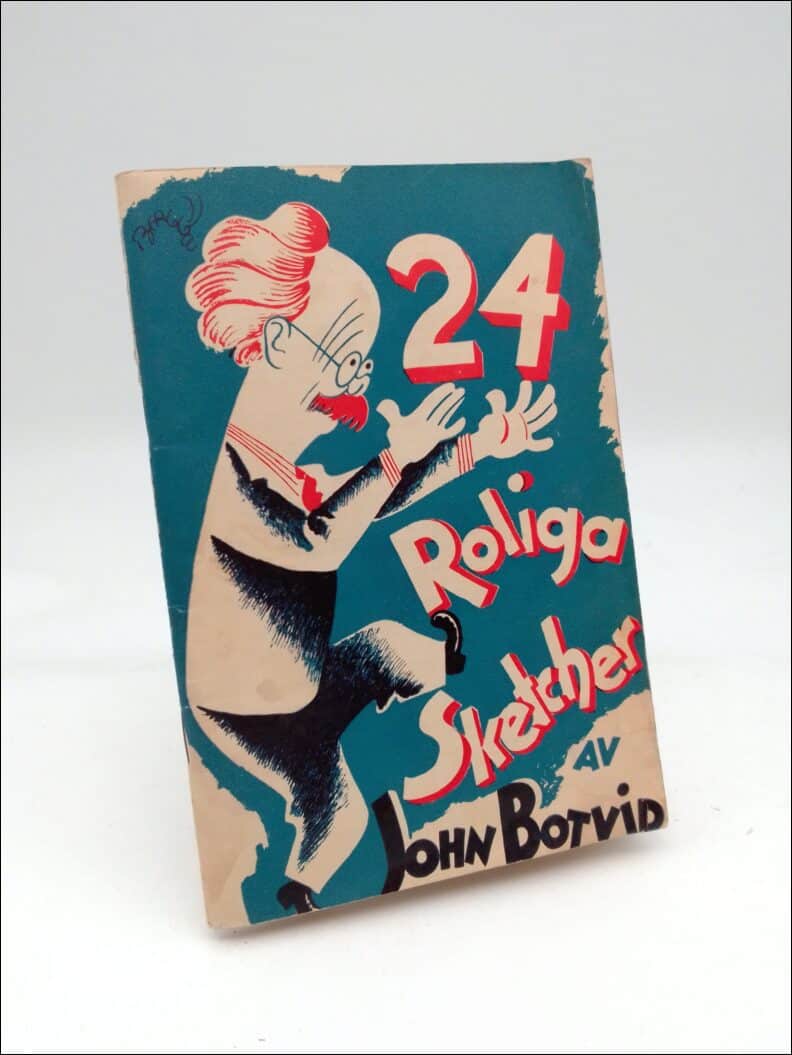 24
Roliga
Sketcher
AV
JOHN BOTVID